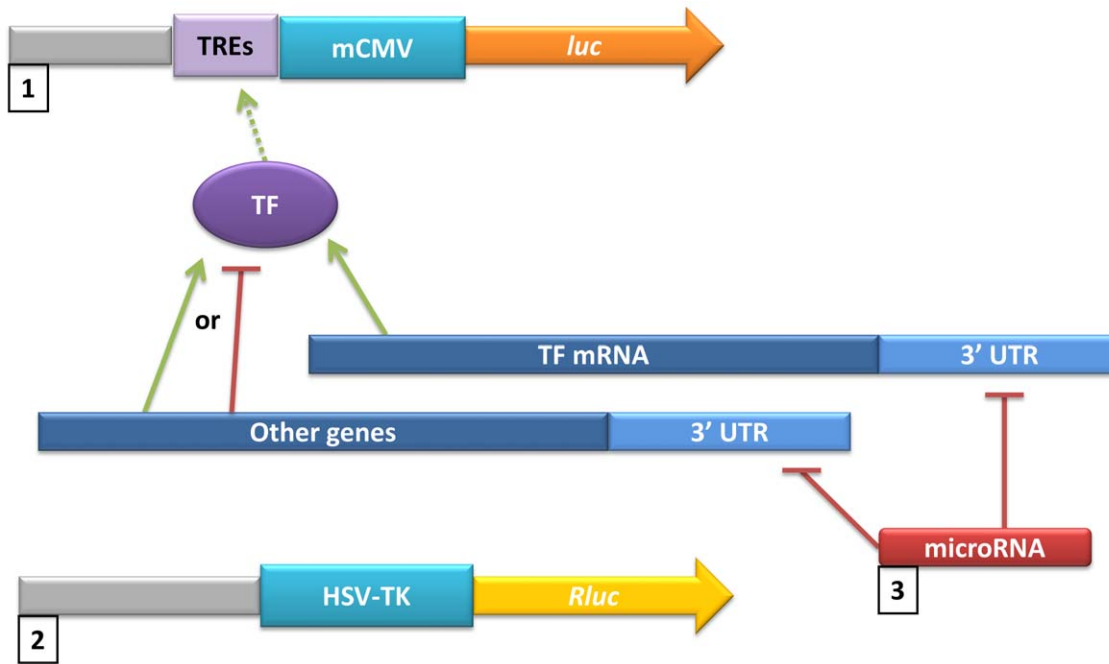 TREs mCMV luc
1
TF
or
TF mRNA 3’ UTR
Other genes 3’ UTR
microRNA
3
HSV-TK Rluc
2